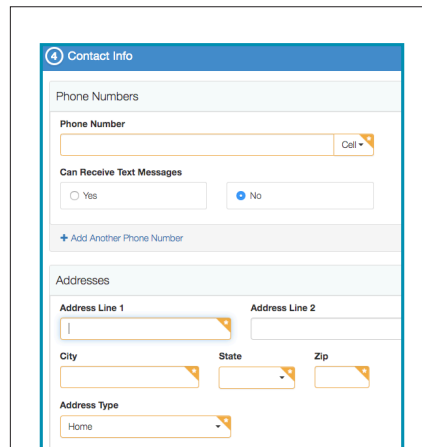 4 Contact Info
Phone Numbers
Phone Number
Cell
Can Receive Text Messages
Yes No
+ Add Another Phone Number
Addresses
Address Line 1 Address Line 2
City State Zip
Address Type
Home